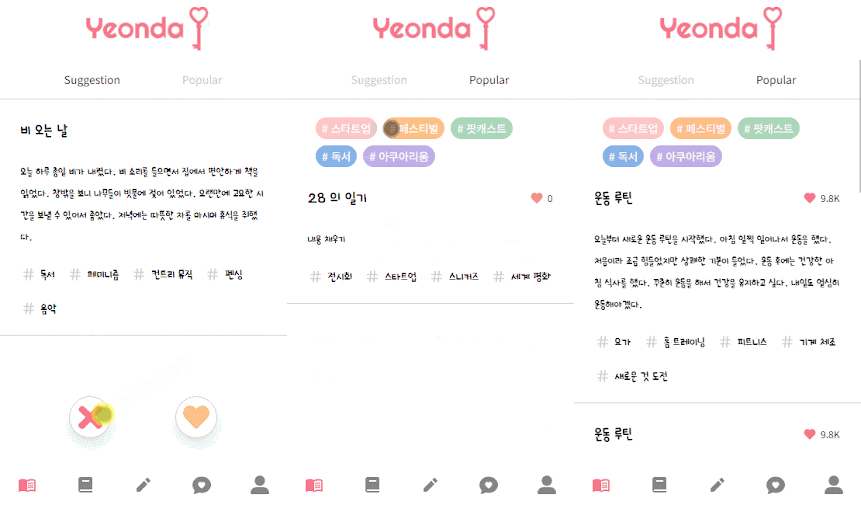 Yeonda
Suggestion Popular
비 오는 날
오늘 하루 종일 비가 내렸다. 비 소리를 들으면서 집에서 편안하게 책을
읽었다. 창밖을 보니 나무들이 빗물에 젖어 있었다. 오랜만에 고요한 시
간을 보낼 수 있어서 좋았다. 저녁에는 따뜻한 차를 마시며 휴식을 취했
다.
# 독서 # 페미니즘 # 컨트리 뮤직 # 펜싱
# 음악
Yeonda
Suggestion Popular
# 스타트업 # 페스티벌 # 팟캐스트
# 독서 # 아쿠아리움
28 의 일기 0
내용 채우기
# 전시회 # 스타트업 # 스니커즈 # 세계 평화
Yeonda
Suggestion Popular
# 스타트업 # 페스티벌 # 팟캐스트
# 독서 # 아쿠아리움
운동 루틴 9.8K
오늘부터 새로운 운동 루틴을 시작했다. 아침 일찍 일어나서 운동을 했다.
처음이라 조금 힘들었지만 상쾌한 기분이 들었다. 운동 후에는 건강한 아
침 식사를 했다. 꾸준히 운동을 해서 건강을 유지하고 싶다. 내일도 열심히
운동해야겠다.
# 요가 # 홈 트레이닝 # 피트니스 # 기계 체조
# 새로운 것 도전
운동 루틴 9.8K